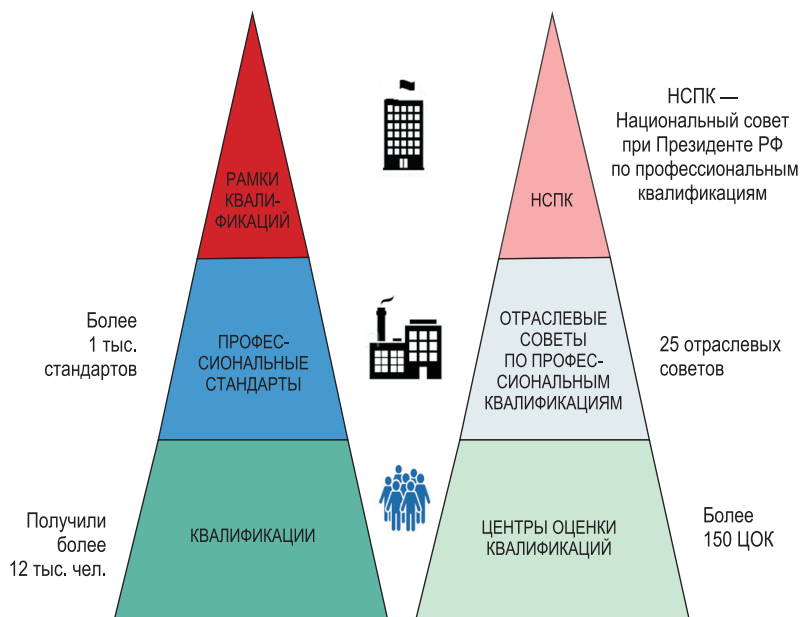 РАМКИ
КВАЛИ-
ФИКАЦИЙ
НСПК
НСПК —
Национальный совет
при Президенте РФ
по профессиональным
квалификациям
Более
1 тыс.
стандартов
ПРОФЕС-
СИОНАЛЬНЫЕ
СТАНДАРТЫ
ОТРАСЛЕВЫЕ
СОВЕТЫ
ПО ПРОФЕС-
СИОНАЛЬНЫМ
КВАЛИФИКАЦИЯМ
25 отраслевых
советов
Получили
более
12 тыс. чел.
КВАЛИФИКАЦИИ
ЦЕНТРЫ ОЦЕНКИ
КВАЛИФИКАЦИЙ
Более
150 ЦОК